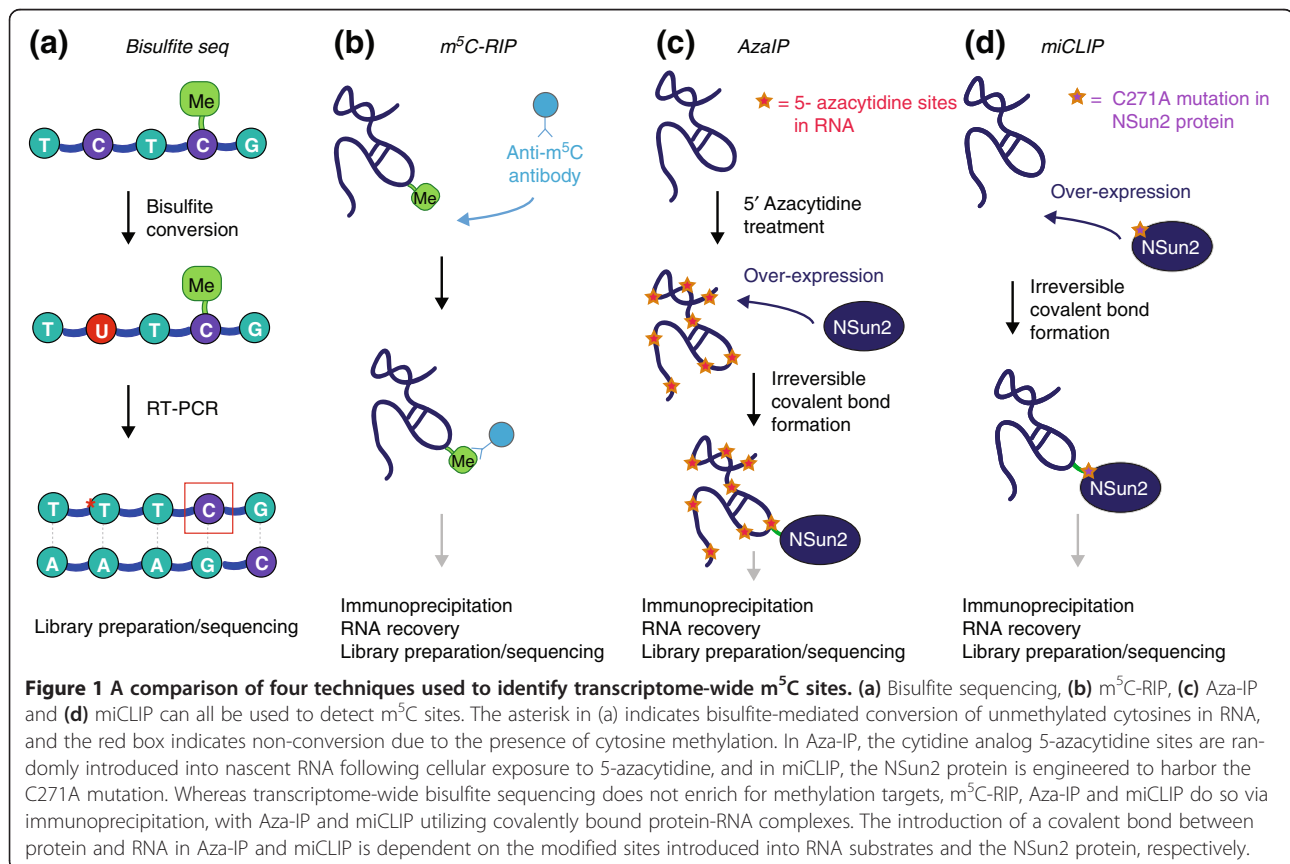 (a) Bisulfite seq
(b) m⁵C-RIP
(c) AzaIP
(d) miCLIP
Me
T C T C G
Bisulfite
conversion
Me
T U T C G
RT-PCR
T *T T C G
A A A G C
Library preparation/sequencing
Anti-m⁵C
antibody
Me
Me
Immunoprecipitation
RNA recovery
Library preparation/sequencing
= 5- azacytidine sites
in RNA
5′ Azacytidine
treatment
Over-expression
NSun2
Irreversible
covalent bond
formation
NSun2
Immunoprecipitation
RNA recovery
Library preparation/sequencing
= C271A mutation in
NSun2 protein
Over-expression
NSun2
Irreversible
covalent bond
formation
NSun2
Immunoprecipitation
RNA recovery
Library preparation/sequencing
Figure 1 A comparison of four techniques used to identify transcriptome-wide m⁵C sites. (a) Bisulfite sequencing, (b) m⁵C-RIP, (c) Aza-IP
and (d) miCLIP can all be used to detect m⁵C sites. The asterisk in (a) indicates bisulfite-mediated conversion of unmethylated cytosines in RNA,
and the red box indicates non-conversion due to the presence of cytosine methylation. In Aza-IP, the cytidine analog 5-azacytidine sites are ran-
domly introduced into nascent RNA following cellular exposure to 5-azacytidine, and in miCLIP, the NSun2 protein is engineered to harbor the
C271A mutation. Whereas transcriptome-wide bisulfite sequencing does not enrich for methylation targets, m⁵C-RIP, Aza-IP and miCLIP do so via
immunoprecipitation, with Aza-IP and miCLIP utilizing covalently bound protein-RNA complexes. The introduction of a covalent bond between
protein and RNA in Aza-IP and miCLIP is dependent on the modified sites introduced into RNA substrates and the NSun2 protein, respectively.